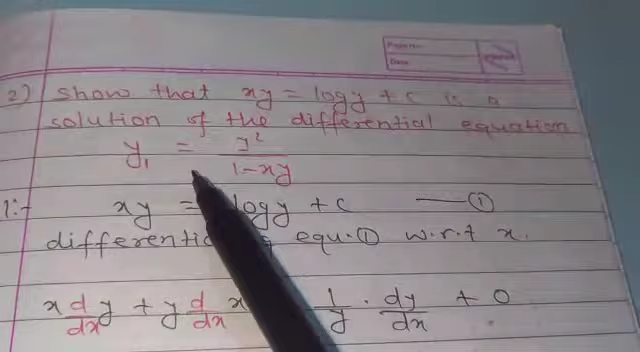 Page No.
Date
2) show that xy = log y + c is a
solution of the differential equation
y₁ = y² / 1-xy
1:- xy = log y + c —— ①
equ. ① w.r.t x.
x d/dx y + y d/dx x 1/y · dy/dx + 0